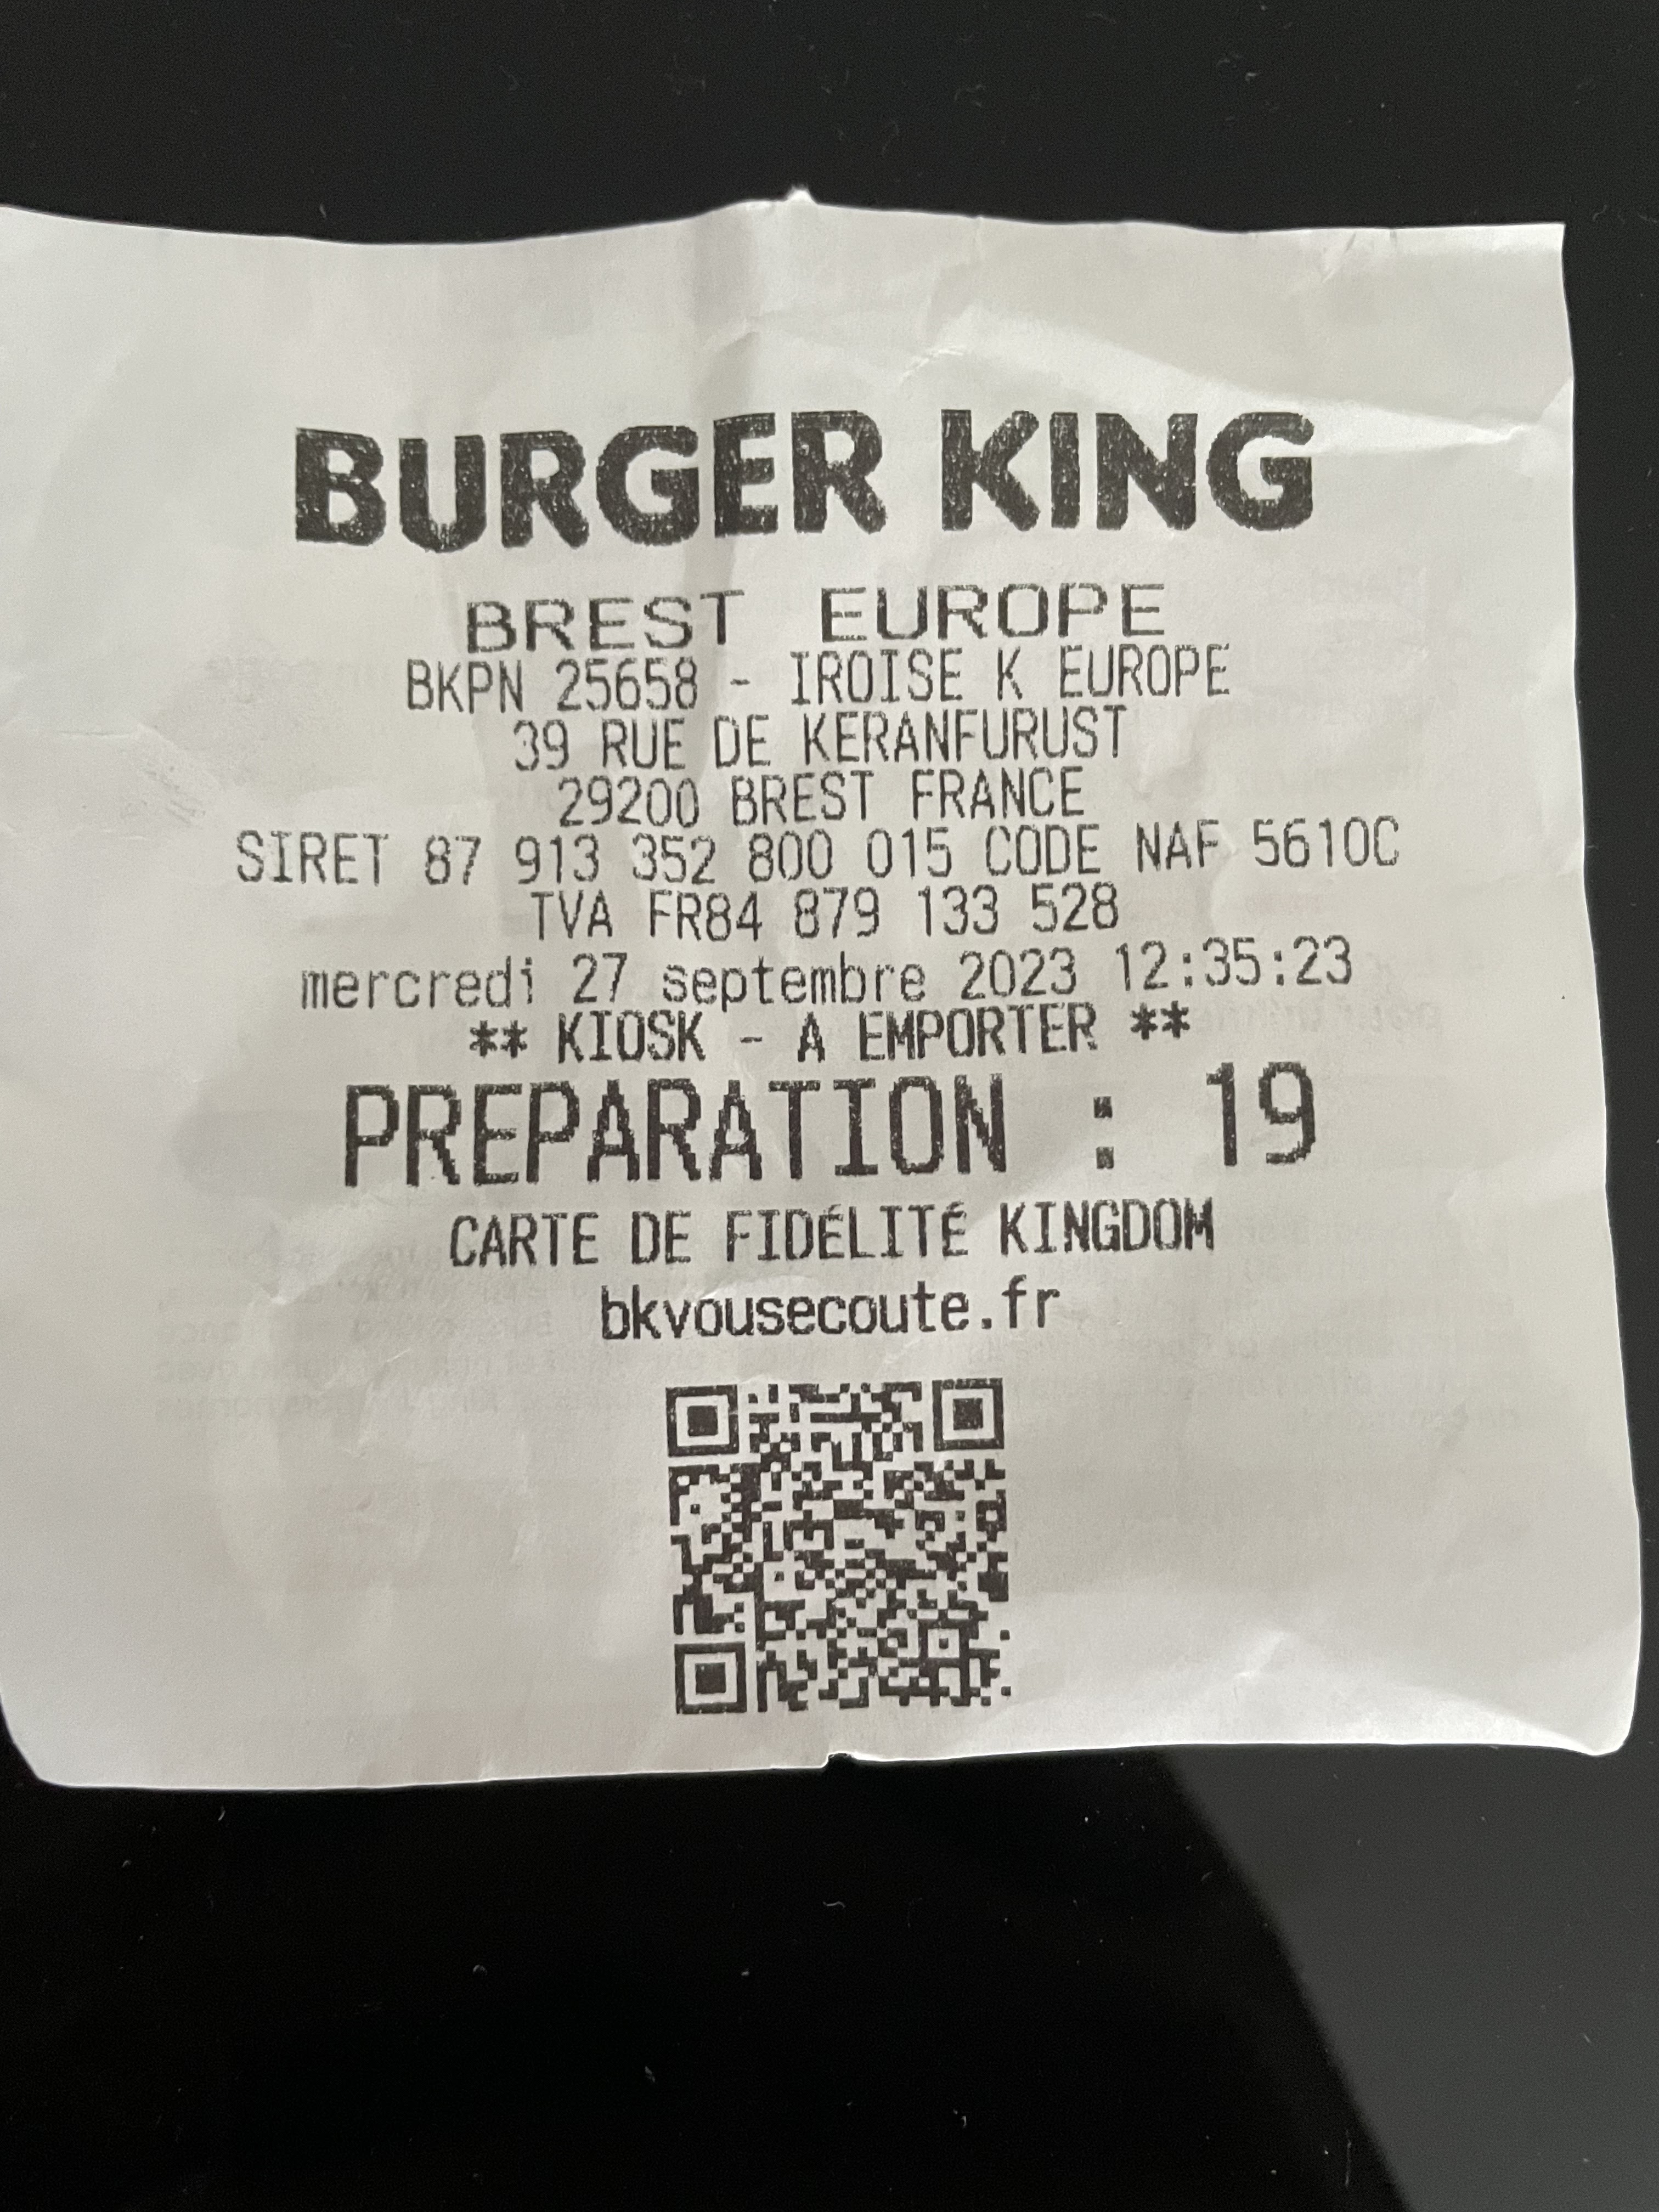 BURGER KING
BREST EUROPE
BKPN 25658 - IROISE K EUROPE
39 RUE DE KERANFURUST
29200 BREST FRANCE
SIRET 87 913 352 800 015 CODE NAF 5610C
TVA FR84 879 133 528
mercredi 27 septembre 2023 12:35:23
** KIOSK - A EMPORTER **
PREPARATION : 19
CARTE DE FIDÉLITÉ KINGDOM
bkvousecoute.fr